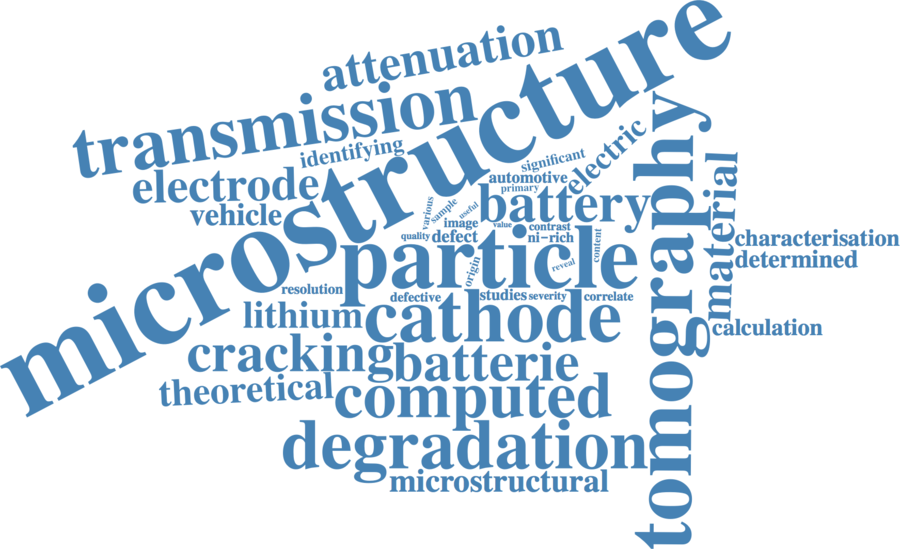 attenuation
transmission
microstructure
identifying
electrode
vehicle
significant
electric
automotive
primary
battery
various
sample
useful
image
value
contrast
quality
defect
ni-rich
content
particle
origin
reveal
tomography
material
characterisation
determined
resolution
defective
studies
severity
correlate
lithium
cathode
calculation
cracking
batterie
theoretical
computed
degradation
microstructural